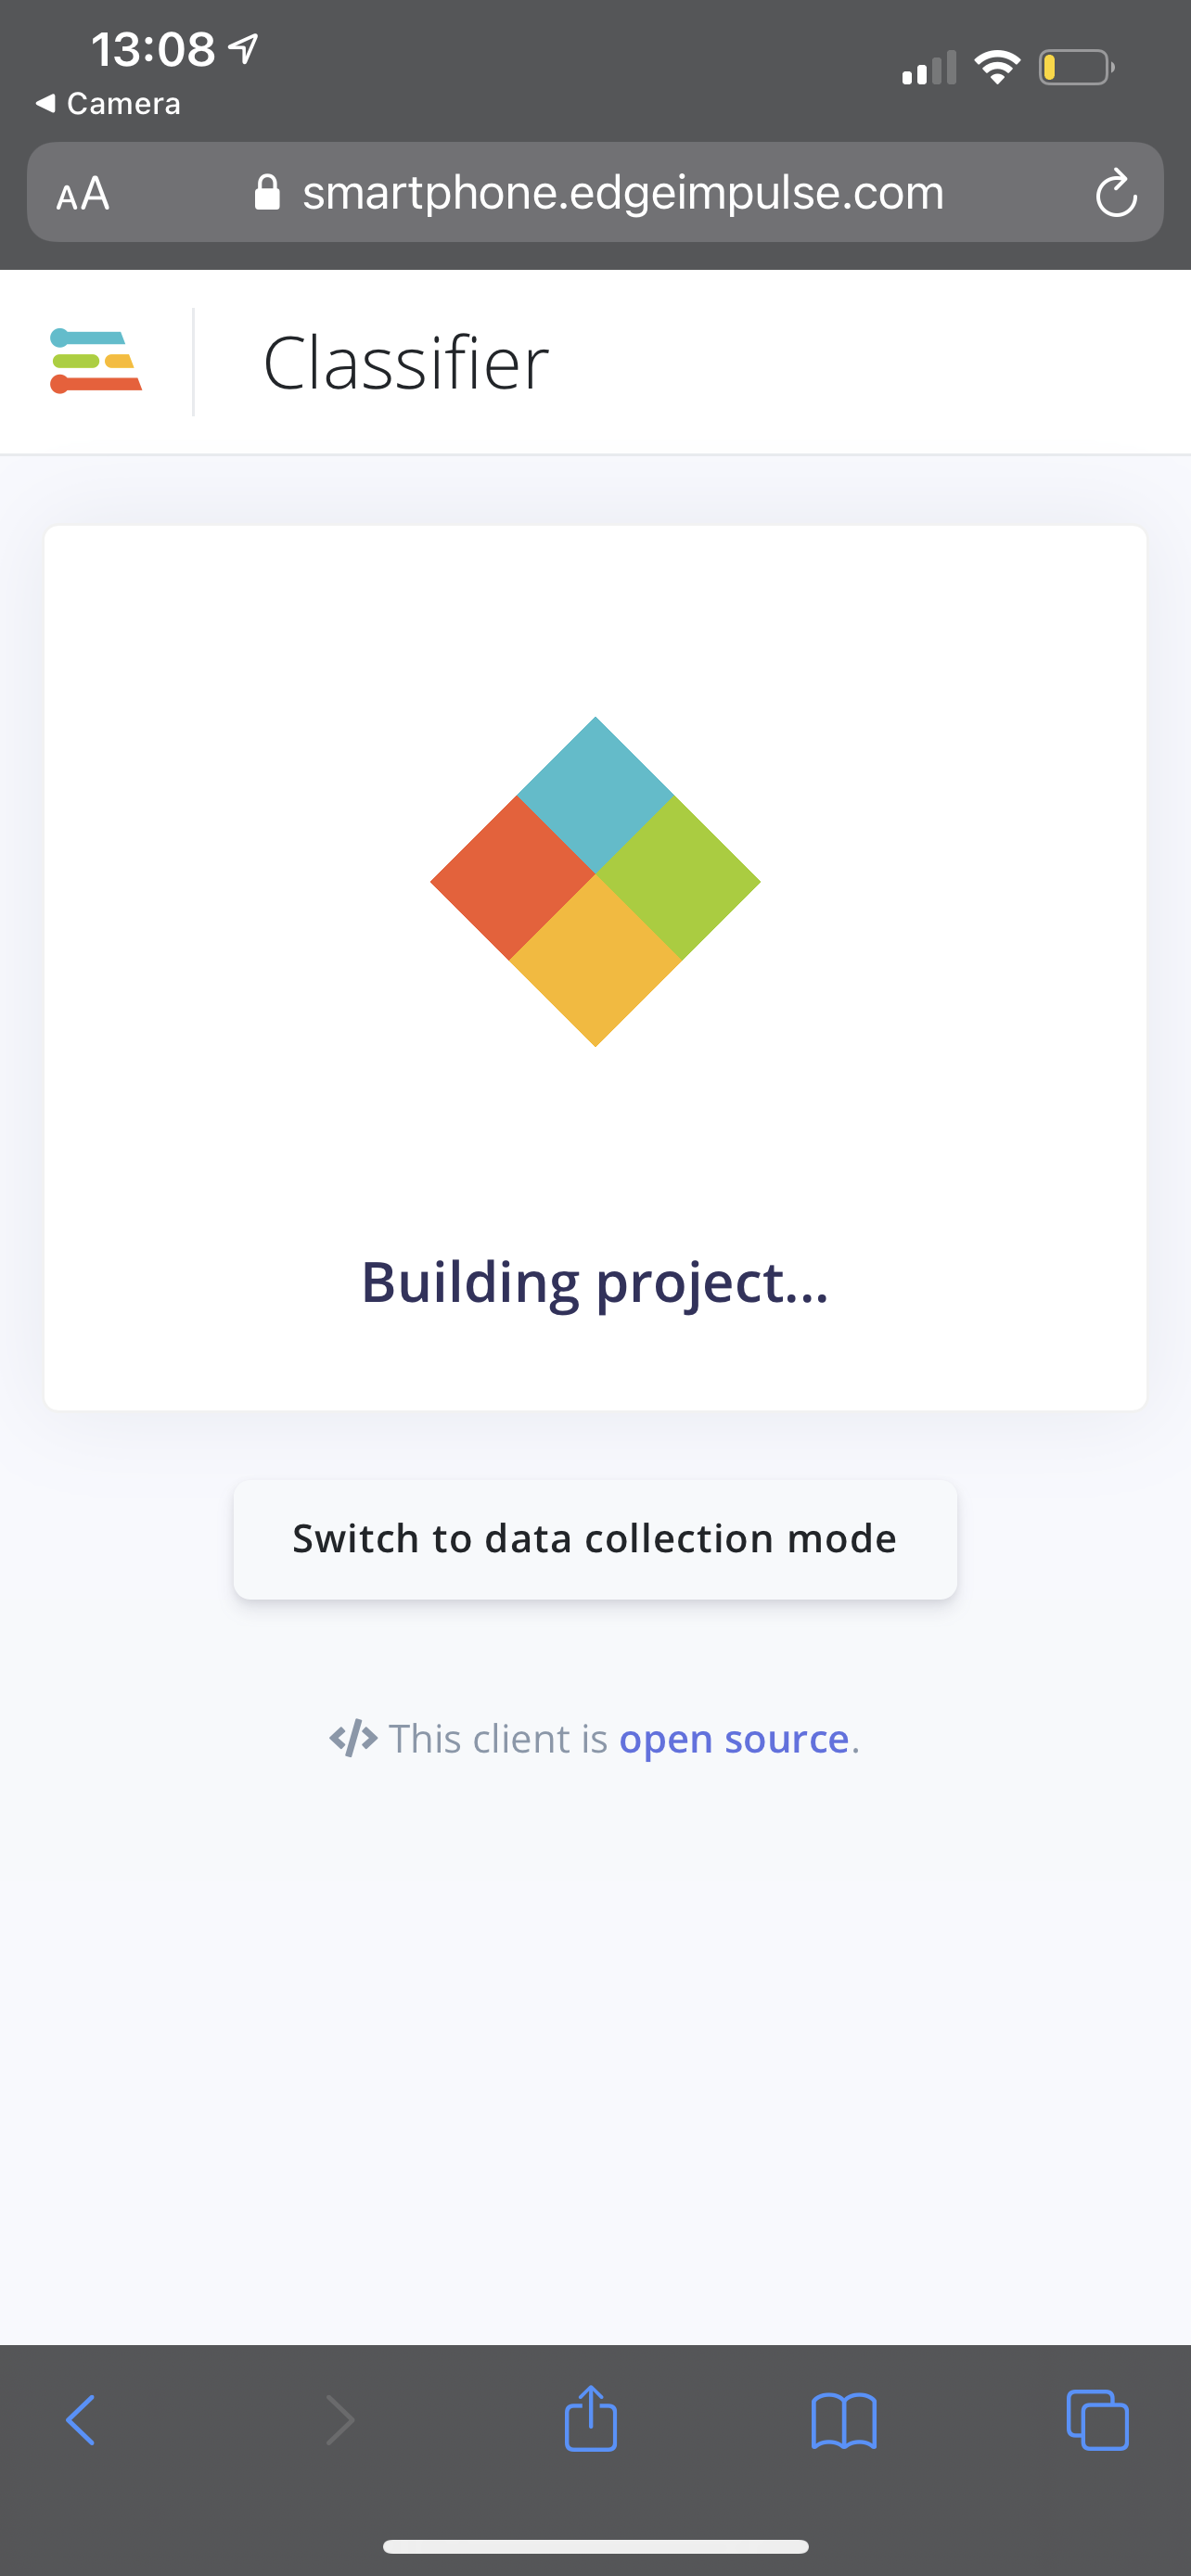 13:08
Camera
AA smartphone.edgeimpulse.com
Classifier
Building project...
Switch to data collection mode
</> This client is open source.